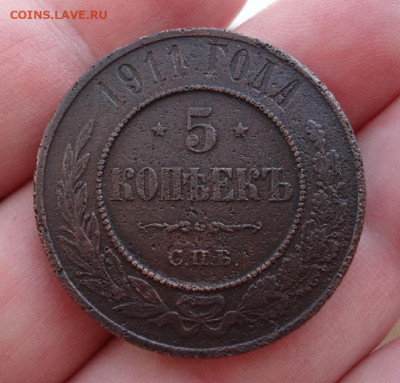 COINS.LAVE.RU
1911 ГОДА
5
КОПѢЕКЪ
С.П.Б.